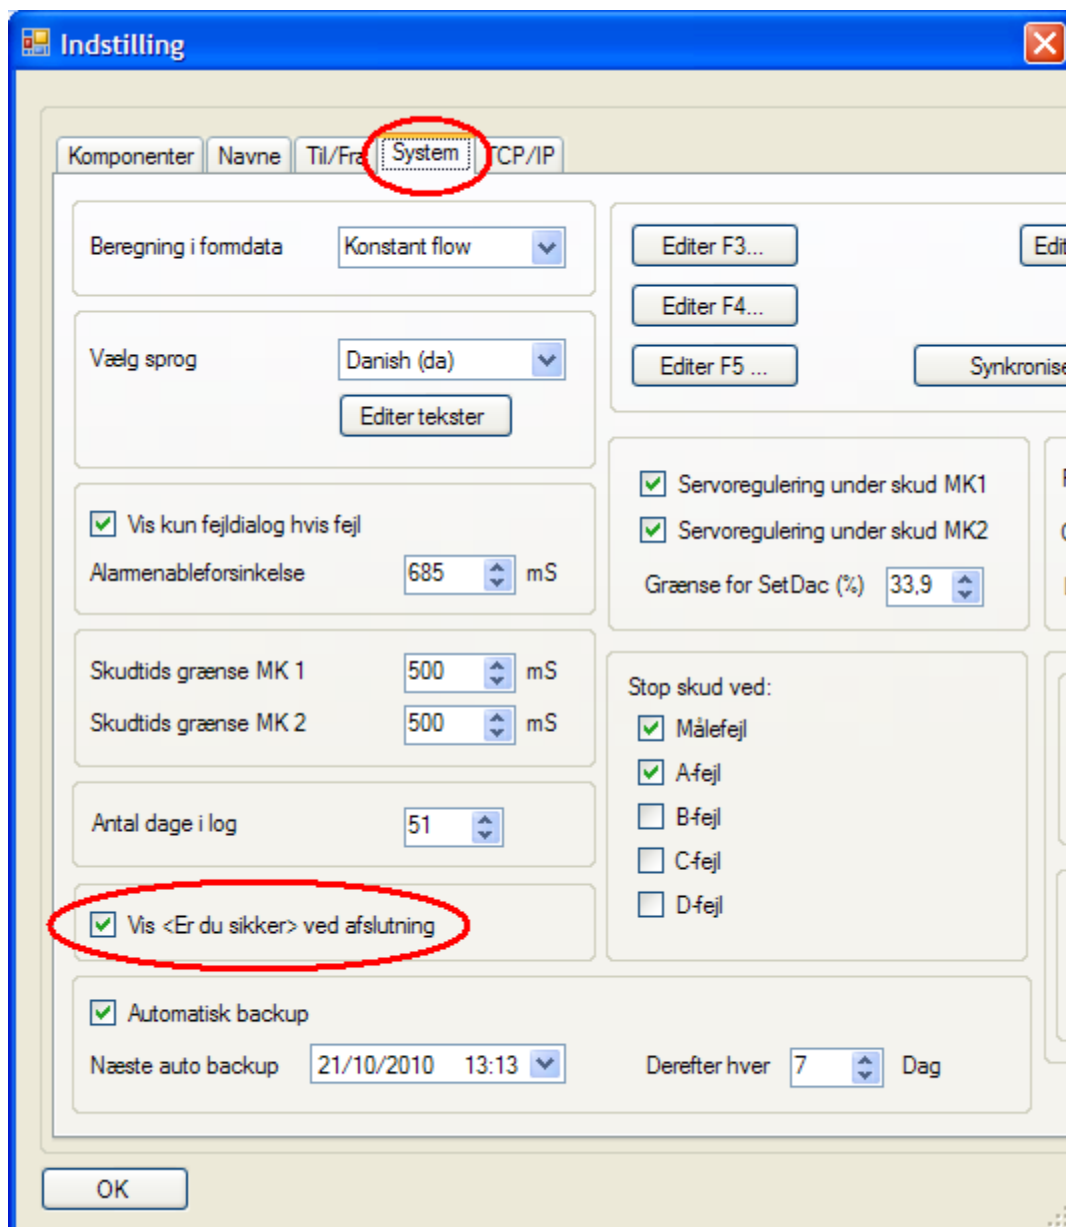 Indstilling
Komponenter Navne Til/Fra System TCP/IP
Beregning i formdata Konstant flow
Vælg sprog Danish (da)
Editer tekster
Vis kun fejldialog hvis fejl
Alarmenableforsinkelse 685 mS
Skudtids grænse MK 1 500 mS
Skudtids grænse MK 2 500 mS
Antal dage i log 51
Vis <Er du sikker> ved afslutning
Automatisk backup
Næste auto backup 21/10/2010 13:13 Derefter hver 7 Dag
Editer F3... Edit
Editer F4...
Editer F5 ... Synkronise
Servoregulering under skud MK1
Servoregulering under skud MK2
Grænse for SetDac (%) 33,9
Stop skud ved:
Målefejl
A-fejl
B-fejl
C-fejl
D-fejl
OK